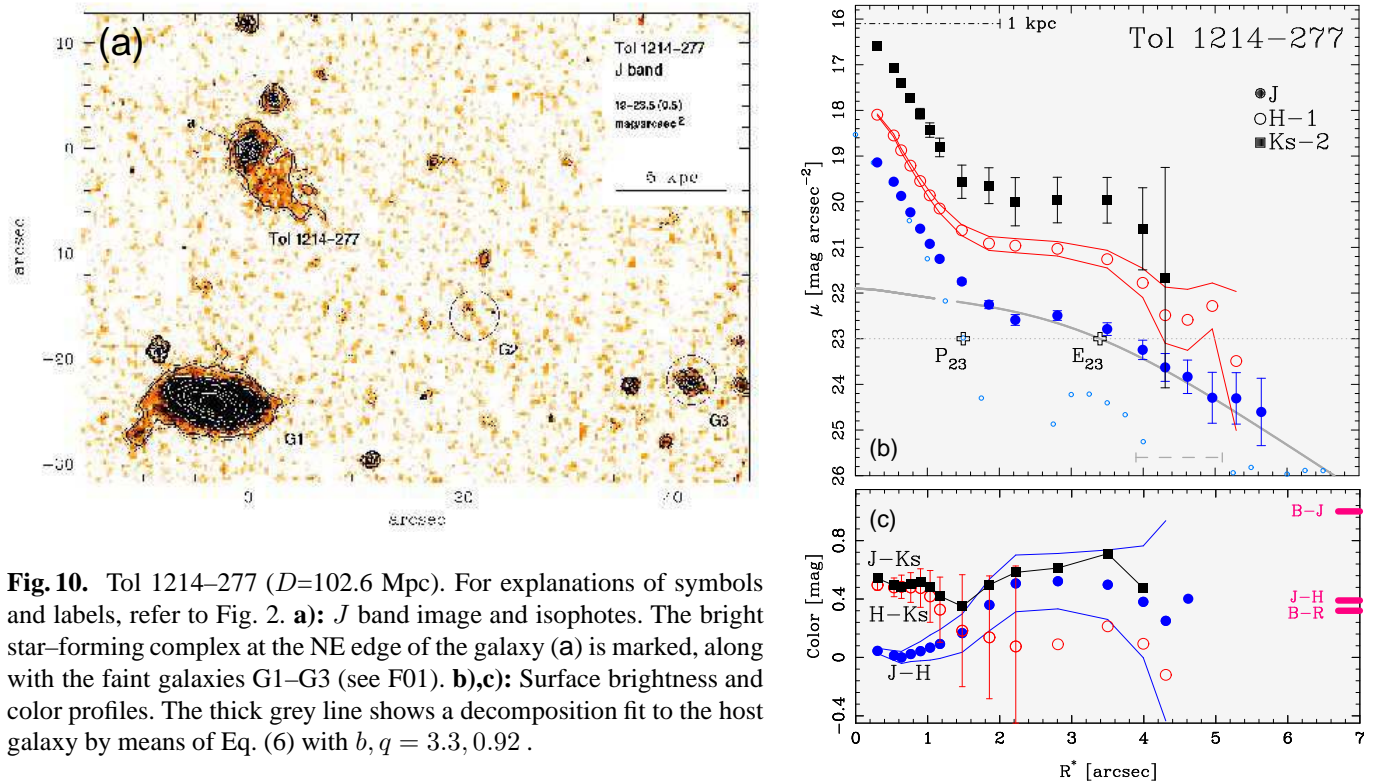 (a)
Tol 1214-277
J band
19-23.5 (0.5)
mag/arcsec²
5 kpc
a
Tol 1214-277
G1
G2
G3
10
0
10
-20
-30
arcsec
0
20
40
arcsec
Fig. 10. Tol 1214–277 (D=102.6 Mpc). For explanations of symbols
and labels, refer to Fig. 2. a): J band image and isophotes. The bright
star–forming complex at the NE edge of the galaxy (a) is marked, along
with the faint galaxies G1–G3 (see F01). b),c): Surface brightness and
color profiles. The thick grey line shows a decomposition fit to the host
galaxy by means of Eq. (6) with b, q = 3.3, 0.92 .
1 kpc
Tol 1214-277
J
H-1
Ks-2
P23
E23
(b)
16
17
18
19
20
21
22
23
24
25
26
μ [mag arcsec⁻²]
(c)
J-Ks
H-Ks
J-H
B-J
J-H
B-R
0.8
0.4
0
-0.4
Color [mag]
0 1 2 3 4 5 6 7
R* [arcsec]